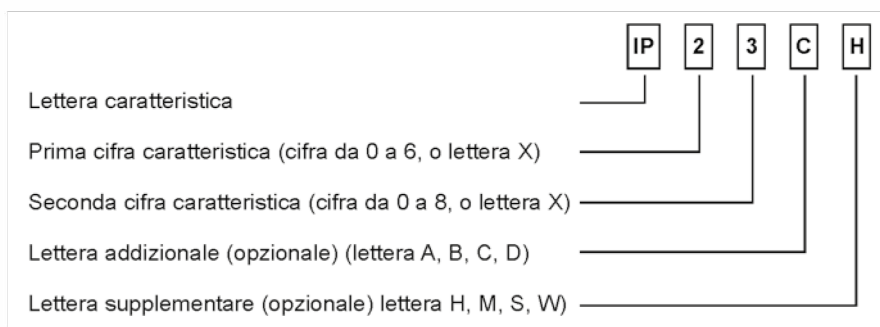 IP 2 3 C H
Lettera caratteristica
Prima cifra caratteristica (cifra da 0 a 6, o lettera X)
Seconda cifra caratteristica (cifra da 0 a 8, o lettera X)
Lettera addizionale (opzionale) (lettera A, B, C, D)
Lettera supplementare (opzionale) lettera H, M, S, W)